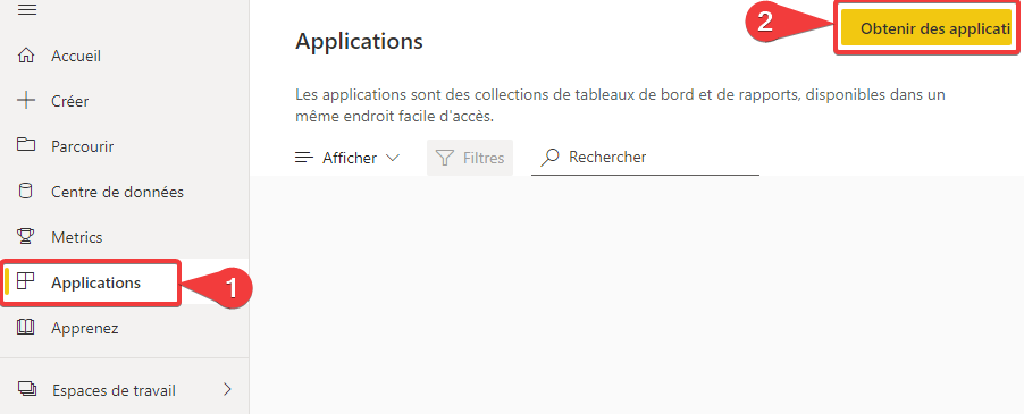 Accueil
Créer
Parcourir
Centre de données
Metrics
Applications
Apprenez
Espaces de travail
1
2
Obtenir des applicati
Applications
Les applications sont des collections de tableaux de bord et de rapports, disponibles dans un
même endroit facile d'accès.
Afficher
Filtres
Rechercher